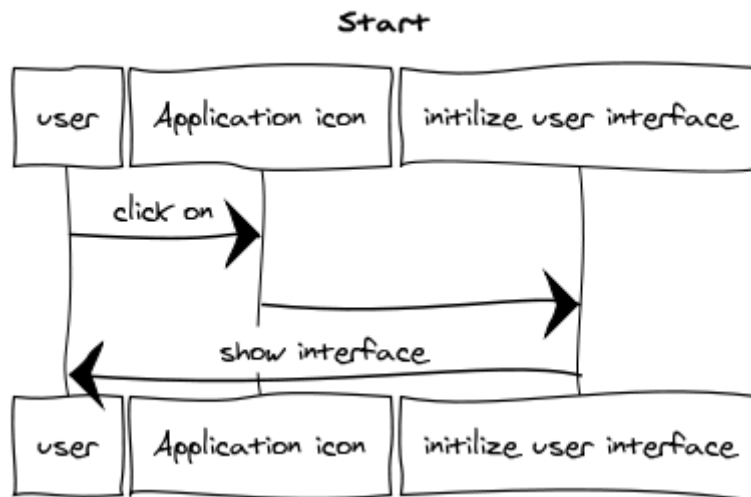 Start
user
Application icon
initilize user interface
click on
show interface
user
Application icon
initilize user interface